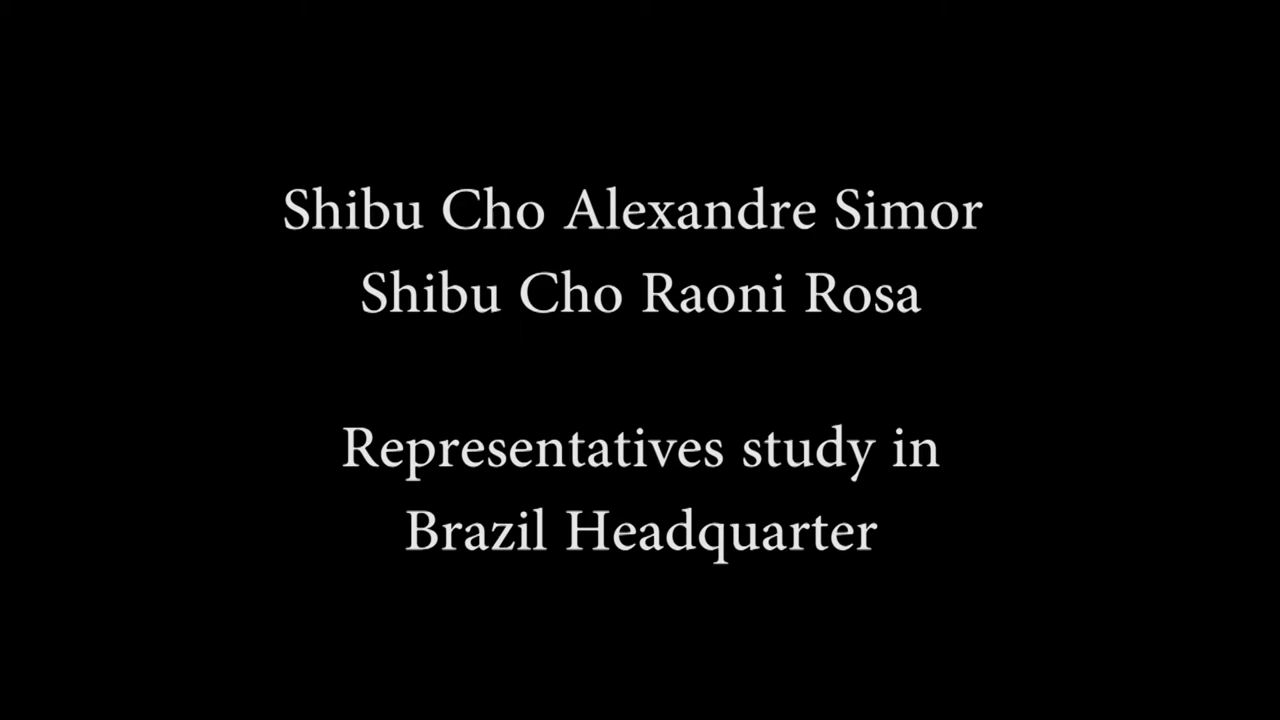 Shibu Cho Alexandre Simor
Shibu Cho Raoni Rosa
Representatives study in
Brazil Headquarter